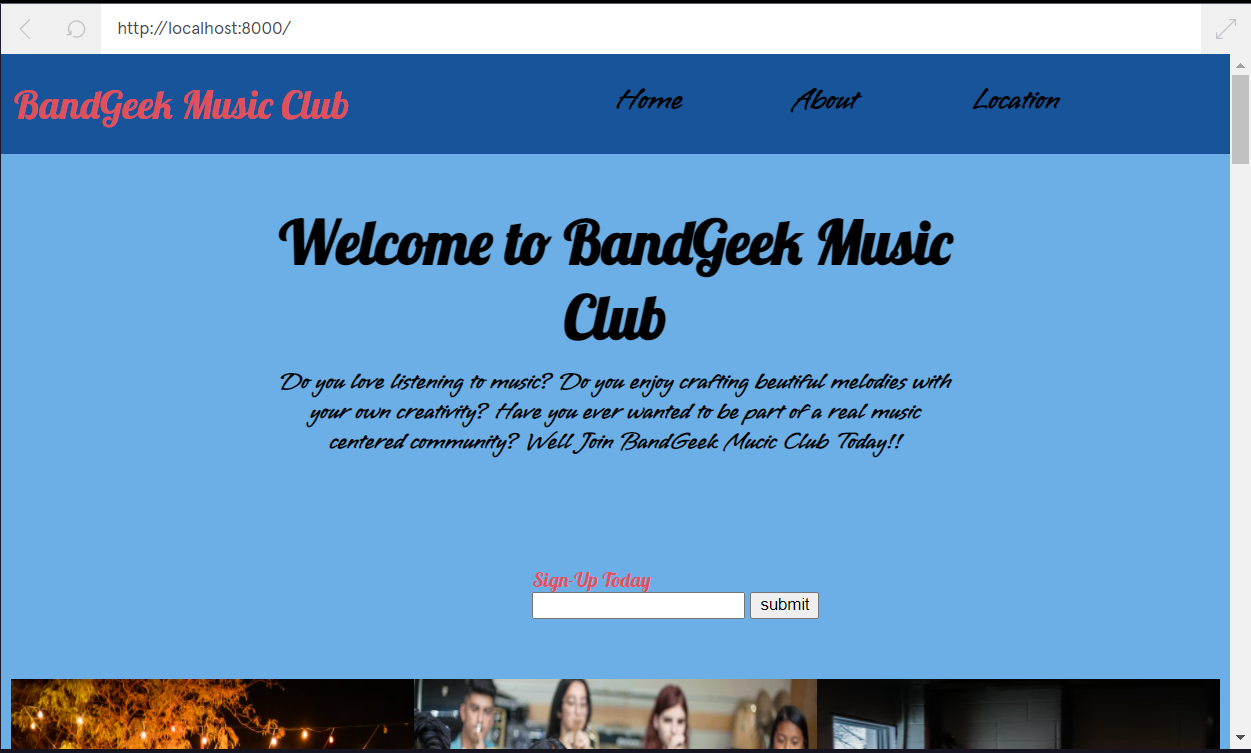 http://localhost:8000/
BandGeek Music Club
Home
About
Location
Welcome to BandGeek Music
Club
Do you love listening to music? Do you enjoy crafting beutiful melodies with
your own creativity? Have you ever wanted to be part of a real music
centered community? Well Join BandGeek Mucic Club Today!!
Sign-Up Today
submit